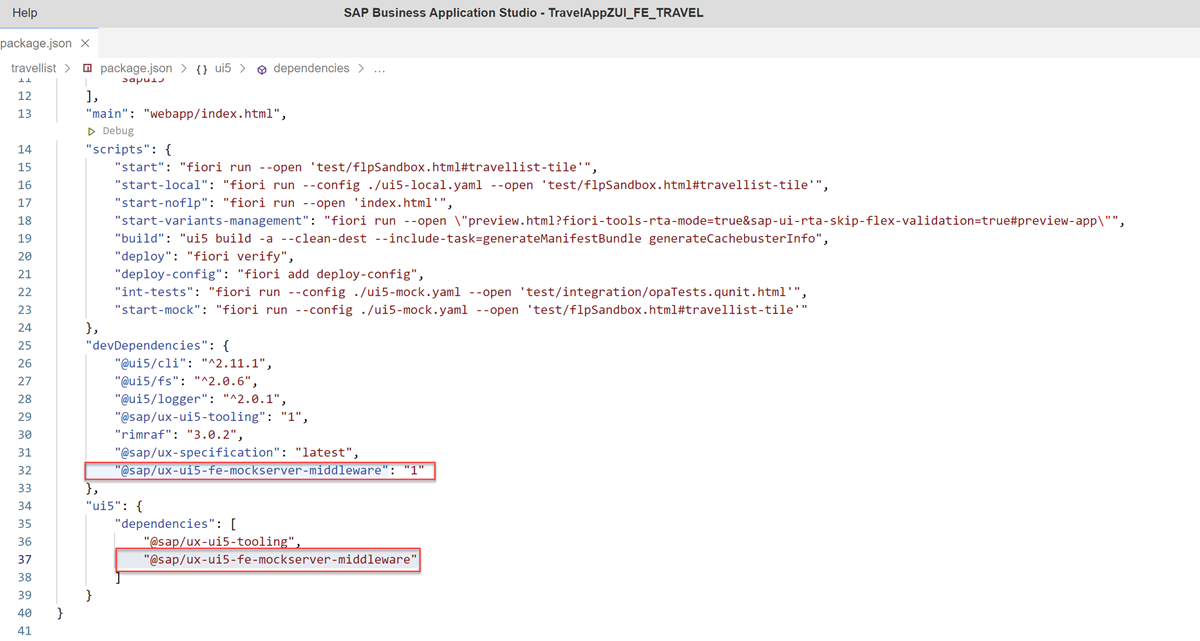 Help SAP Business Application Studio - TravelAppZUI_FE_TRAVEL
package.json ×
travellist > package.json > {} ui5 > dependencies > ...
11 "sapui5"
12 ],
13 "main": "webapp/index.html",
Debug
14 "scripts": {
15 "start": "fiori run --open 'test/flpSandbox.html#travellist-tile'",
16 "start-local": "fiori run --config ./ui5-local.yaml --open 'test/flpSandbox.html#travellist-tile'",
17 "start-noflp": "fiori run --open 'index.html'",
18 "start-variants-management": "fiori run --open \"preview.html?fiori-tools-rta-mode=true&sap-ui-rta-skip-flex-validation=true#preview-app\"",
19 "build": "ui5 build -a --clean-dest --include-task=generateManifestBundle generateCachebusterInfo",
20 "deploy": "fiori verify",
21 "deploy-config": "fiori add deploy-config",
22 "int-tests": "fiori run --config ./ui5-mock.yaml --open 'test/integration/opaTests.qunit.html'",
23 "start-mock": "fiori run --config ./ui5-mock.yaml --open 'test/flpSandbox.html#travellist-tile'"
24 },
25 "devDependencies": {
26 "@ui5/cli": "^2.11.1",
27 "@ui5/fs": "^2.0.6",
28 "@ui5/logger": "^2.0.1",
29 "@sap/ux-ui5-tooling": "1",
30 "rimraf": "3.0.2",
31 "@sap/ux-specification": "latest",
32 "@sap/ux-ui5-fe-mockserver-middleware": "1"
33 },
34 "ui5": {
35 "dependencies": [
36 "@sap/ux-ui5-tooling",
37 "@sap/ux-ui5-fe-mockserver-middleware"
38 ]
39 }
40 }
41